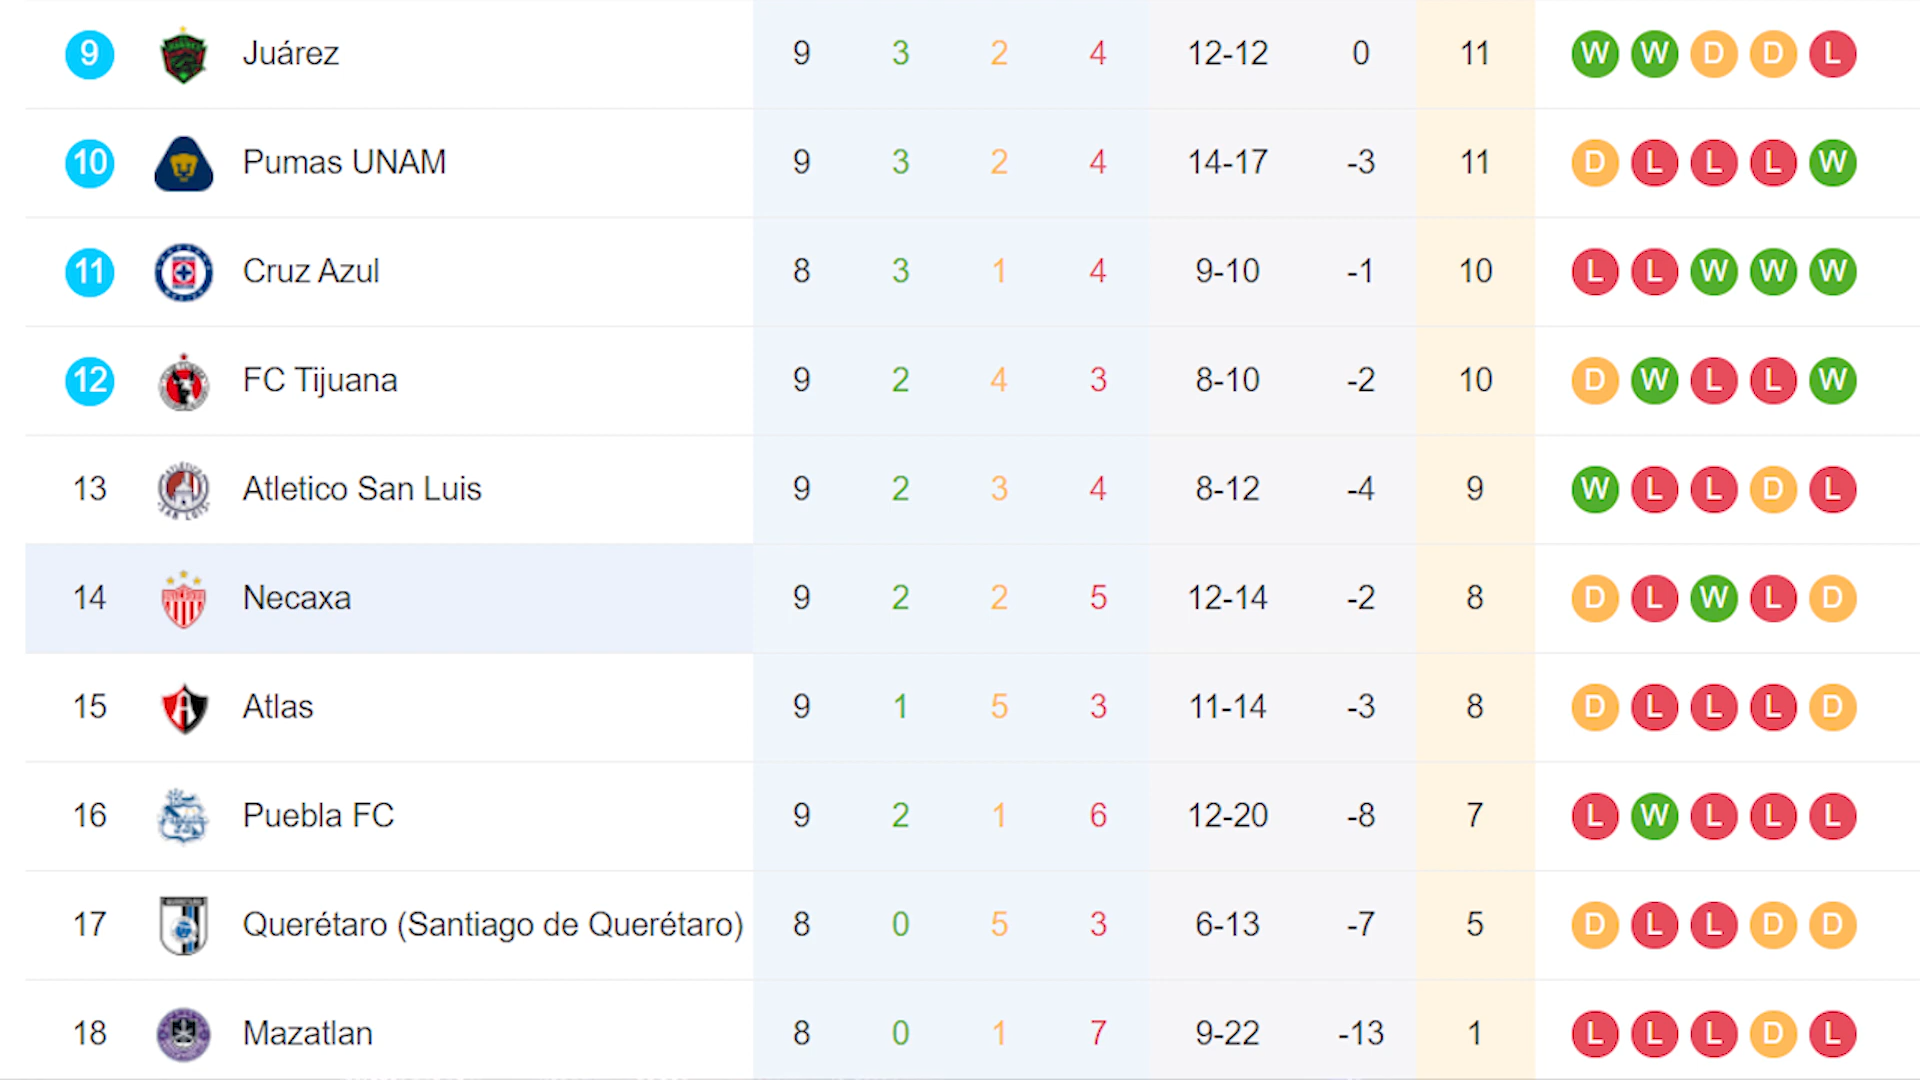 9 Juárez 9 3 2 4 12-12 0 11 W W D D L
10 Pumas UNAM 9 3 2 4 14-17 -3 11 D L L L W
11 Cruz Azul 8 3 1 4 9-10 -1 10 L L W W W
12 FC Tijuana 9 2 4 3 8-10 -2 10 D W L L W
13 Atletico San Luis 9 2 3 4 8-12 -4 9 W L L D L
14 Necaxa 9 2 2 5 12-14 -2 8 D L W L D
15 Atlas 9 1 5 3 11-14 -3 8 D L L L D
16 Puebla FC 9 2 1 6 12-20 -8 7 L W L L L
17 Querétaro (Santiago de Querétaro) 8 0 5 3 6-13 -7 5 D L L D D
18 Mazatlan 8 0 1 7 9-22 -13 1 L L L D L